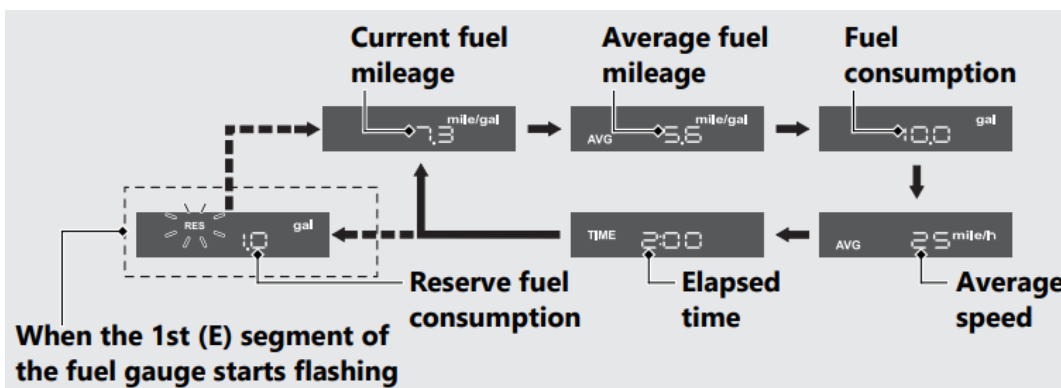 Current fuel
mileage
Average fuel
mileage
Fuel
consumption
7.3 mile/gal
AVG 5.6 mile/gal
10.0 gal
RES 1.0 gal
TIME 2:00
AVG 25 mile/h
Reserve fuel
consumption
Elapsed
time
Average
speed
When the 1st (E) segment of
the fuel gauge starts flashing